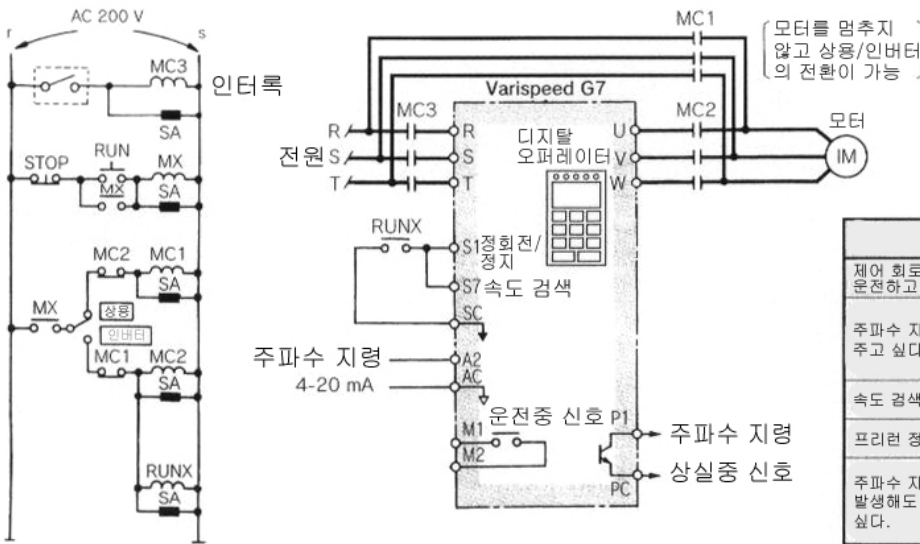 AC 200 V
r
s
MC3
인터록
SA
STOP
RUN
MX
MX
SA
MC2
MC1
SA
MX
상용
인버터
MC1
MC2
SA
RUNX
SA
MC1
모터를 멈추지
않고 상용/인버터
의 전환이 가능
Varispeed G7
MC3
MC2
모터
R
R
U
전원 S
S
V
IM
T
T
W
디지탈
오퍼레이터
RUNX
S1 정회전/
정지
S7 속도 검색
SC
주파수 지령
A2
4-20 mA
AC
운전중 신호
M1
M2
P1
주파수 지령
상실중 신호
PC
제어 회로
운전하고
주파수 지
주고 싶다
속도 검색
프리런 정
주파수 지
발생해도
싶다.